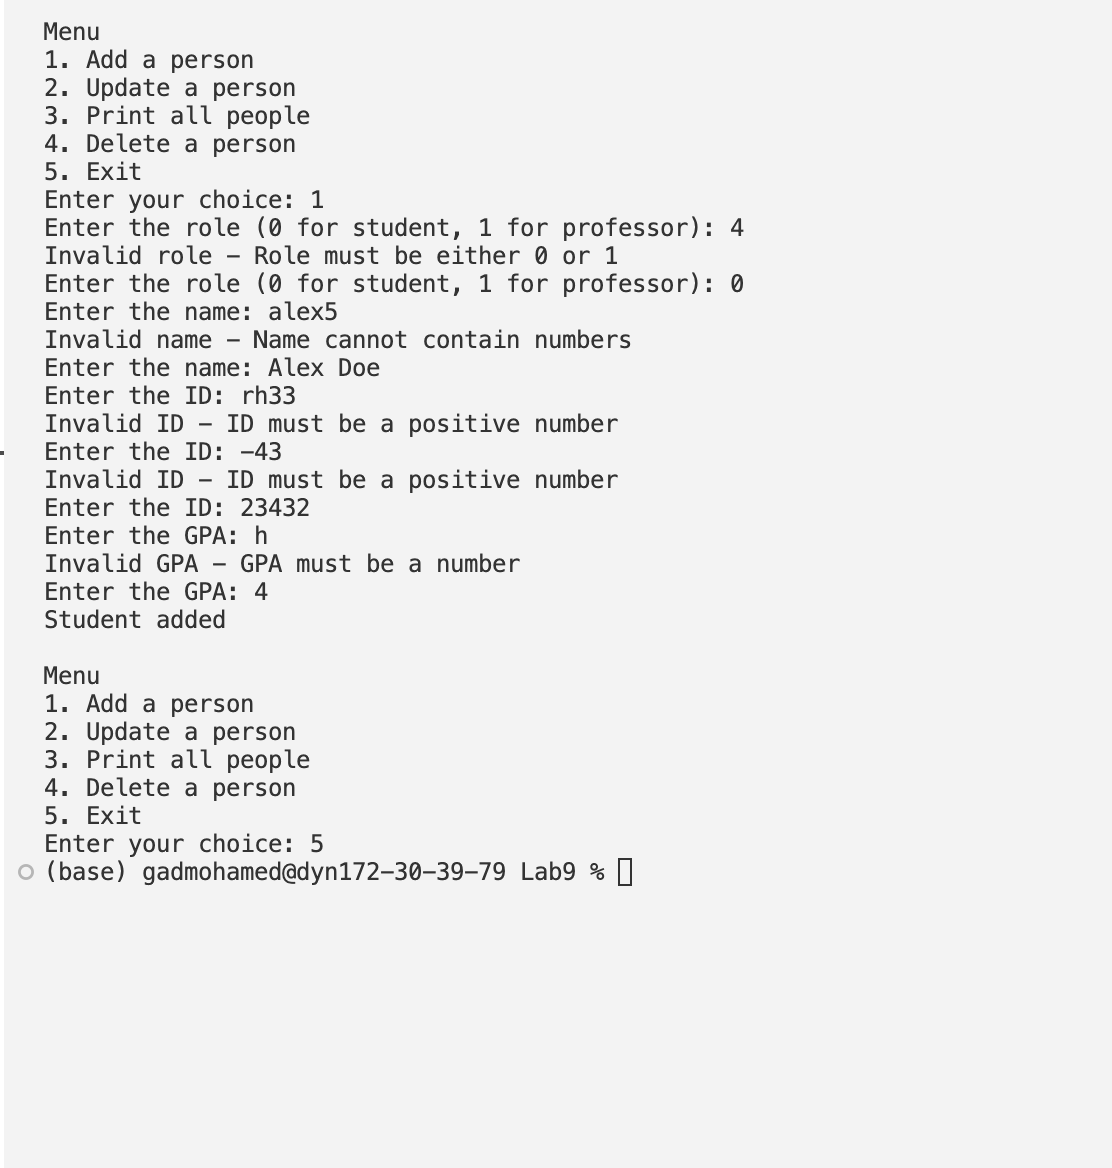 Menu
1. Add a person
2. Update a person
3. Print all people
4. Delete a person
5. Exit
Enter your choice: 1
Enter the role (0 for student, 1 for professor): 4
Invalid role – Role must be either 0 or 1
Enter the role (0 for student, 1 for professor): 0
Enter the name: alex5
Invalid name – Name cannot contain numbers
Enter the name: Alex Doe
Enter the ID: rh33
Invalid ID – ID must be a positive number
Enter the ID: –43
Invalid ID – ID must be a positive number
Enter the ID: 23432
Enter the GPA: h
Invalid GPA – GPA must be a number
Enter the GPA: 4
Student added
Menu
1. Add a person
2. Update a person
3. Print all people
4. Delete a person
5. Exit
Enter your choice: 5
(base) gadmohamed@dyn172–30–39–79 Lab9 %